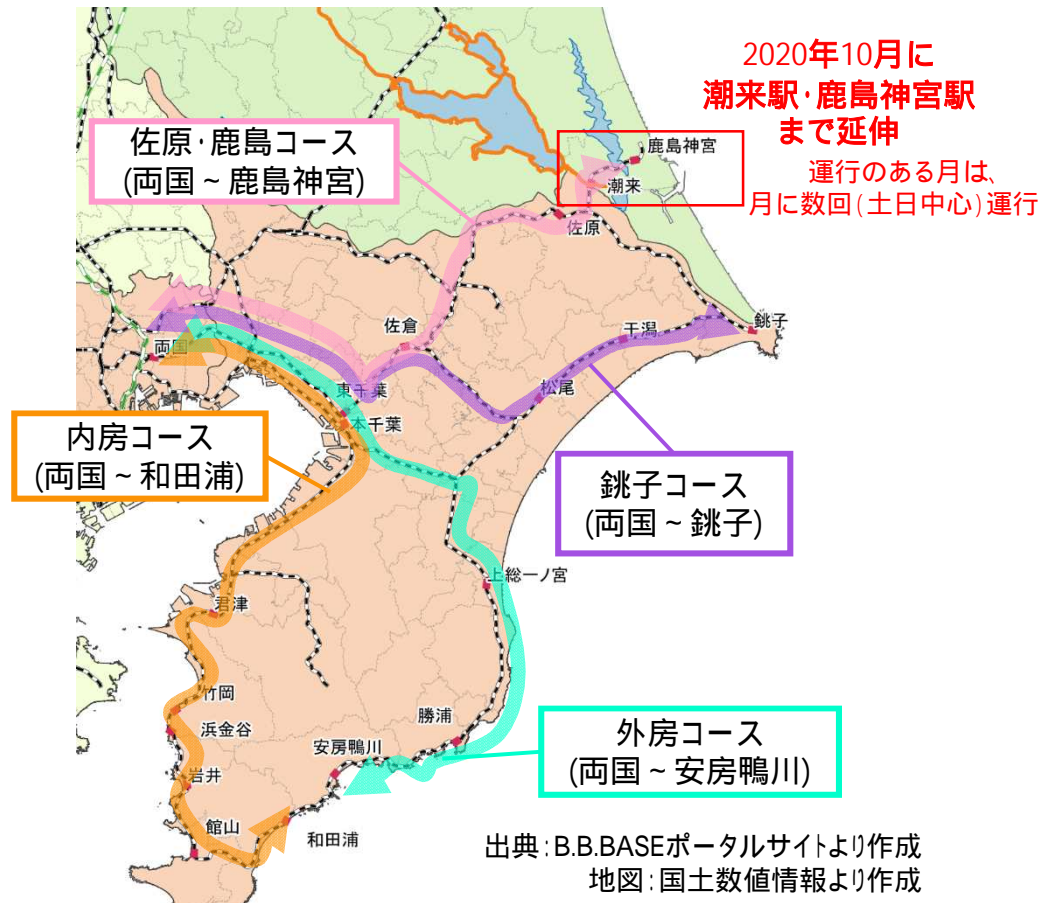 2020年10月に
潮来駅･鹿島神宮駅
まで延伸
運行のある月は、
月に数回(土日中心)運行
佐原･鹿島コース
(両国 ~ 鹿島神宮)
鹿島神宮
潮来
佐原
佐倉
干潟
銚子
両国
東千葉
松尾
本千葉
内房コース
(両国 ~ 和田浦)
銚子コース
(両国 ~ 銚子)
上総一ノ宮
君津
竹岡
浜金谷
勝浦
安房鴨川
外房コース
(両国 ~ 安房鴨川)
岩井
館山
和田浦
出典:B.B.BASEポータルサイトより作成
地図:国土数値情報より作成